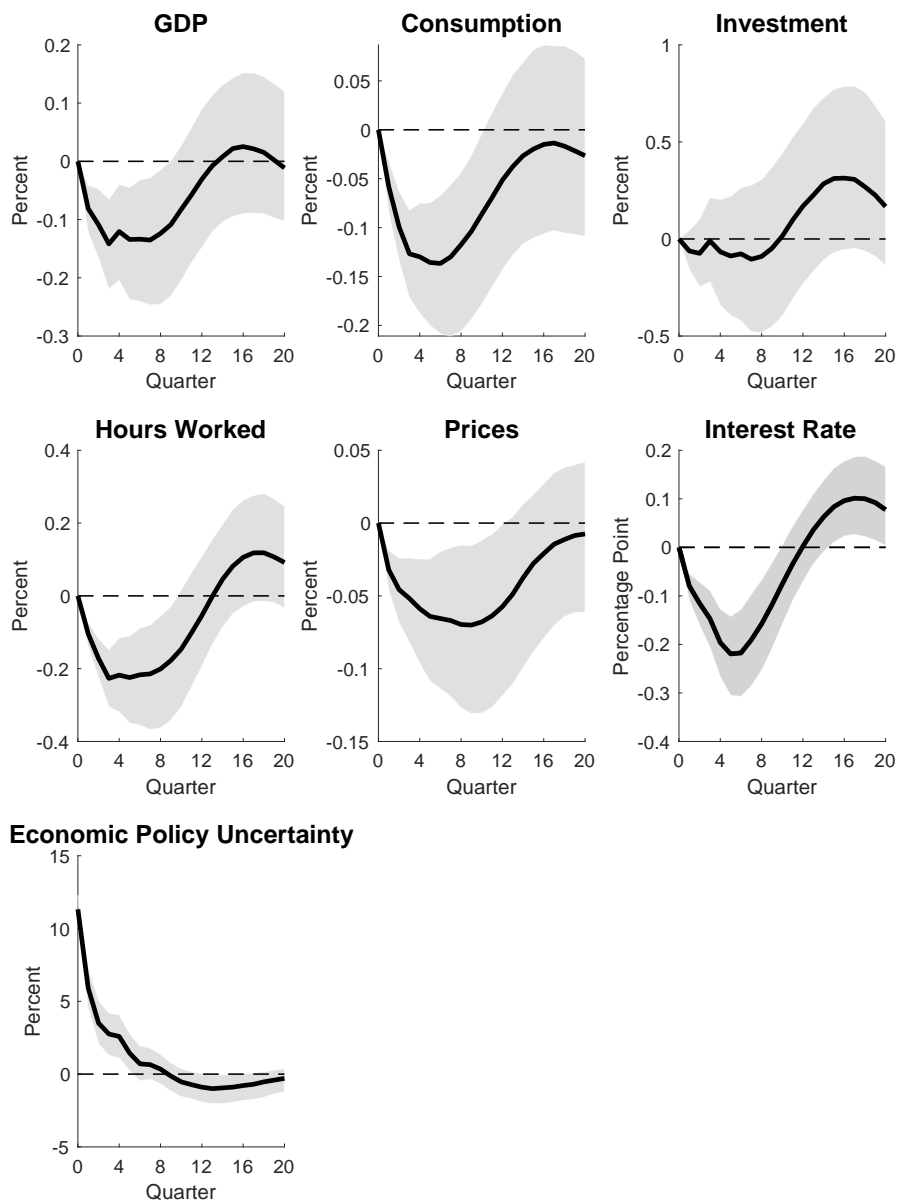 GDP
Percent
0.2
0.1
0
-0.1
-0.2
-0.3
0 4 8 12 16 20
Quarter
Consumption
Percent
0.05
0
-0.05
-0.1
-0.15
-0.2
0 4 8 12 16 20
Quarter
Investment
Percent
1
0.5
0
-0.5
0 4 8 12 16 20
Quarter
Hours Worked
Percent
0.4
0.2
0
-0.2
-0.4
0 4 8 12 16 20
Quarter
Prices
Percent
0.05
0
-0.05
-0.1
-0.15
0 4 8 12 16 20
Quarter
Interest Rate
Percentage Point
0.2
0.1
0
-0.1
-0.2
-0.3
-0.4
0 4 8 12 16 20
Quarter
Economic Policy Uncertainty
Percent
15
10
5
0
-5
0 4 8 12 16 20
Quarter